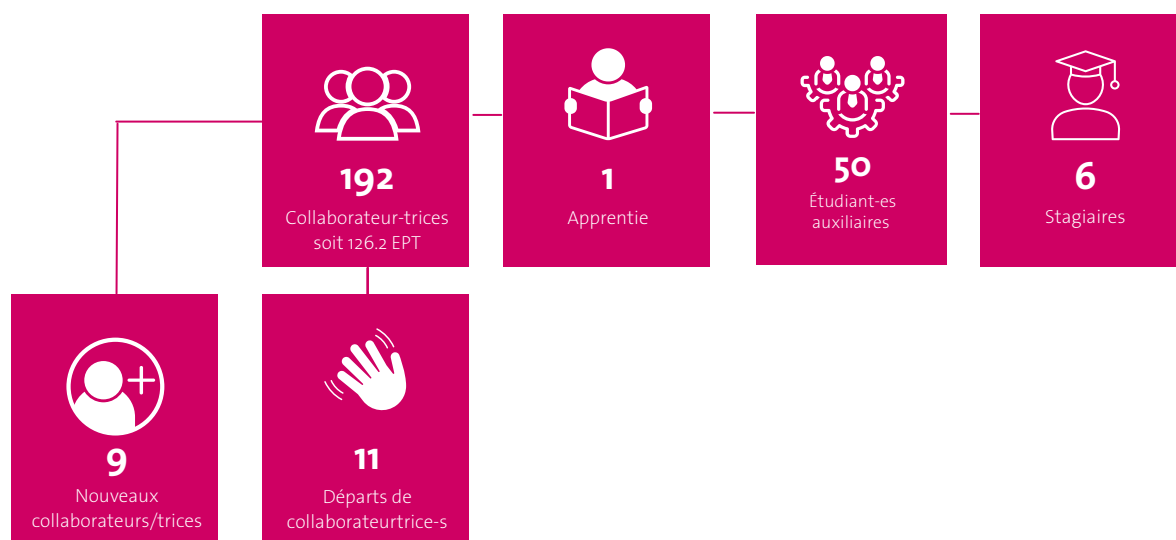 192
Collaborateur-trices
soit 126.2 EPT
1
Apprentie
50
Étudiant-es
auxiliaires
6
Stagiaires
9
Nouveaux
collaborateurs/trices
11
Départs de
collaborateurtrice-s